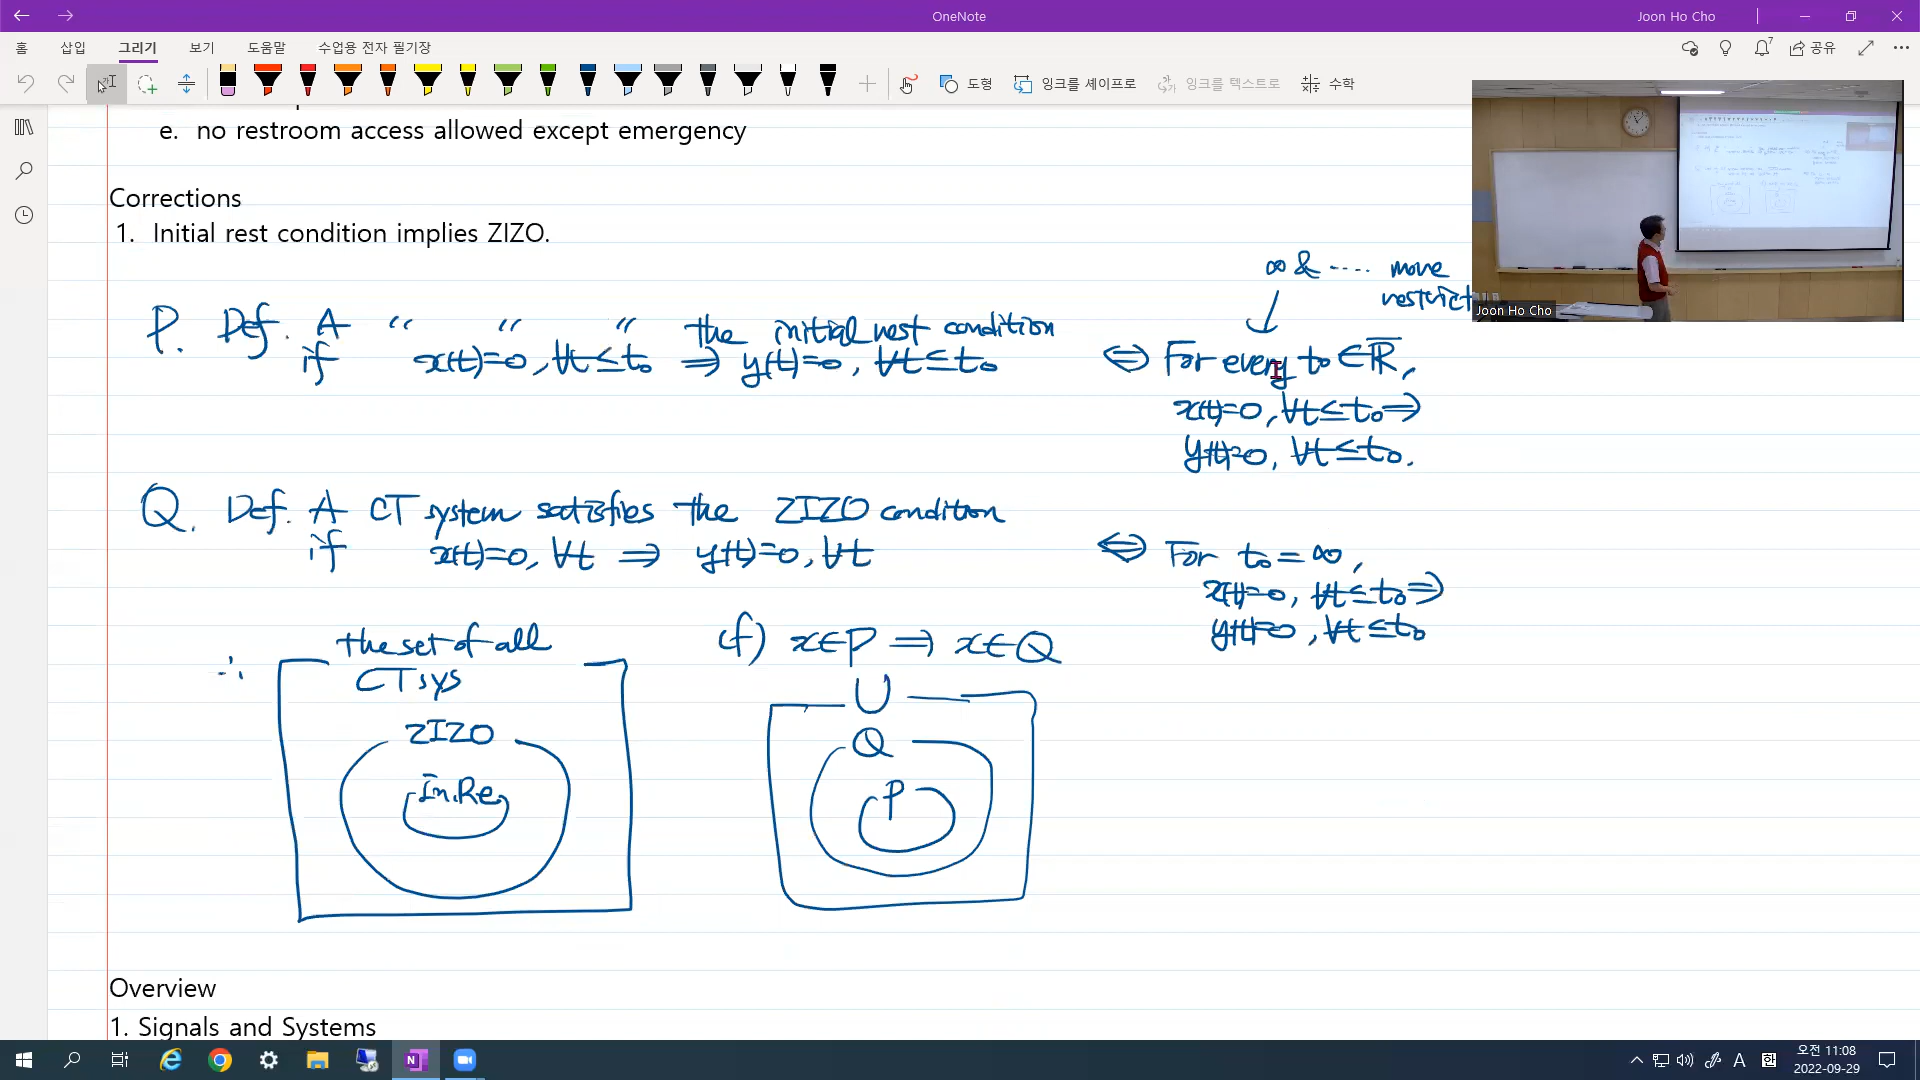 OneNote
Joon Ho Cho
홈 삽입 그리기 보기 도움말 수업용 전자 필기장
7 공유
도형 잉크를 셰이프로 잉크를 텍스트로 수학
e. no restroom access allowed except emergency
Corrections
1. Initial rest condition implies ZIZO.
∞ & .... more
restrict
Joon Ho Cho
P. Def. A " " " the initial rest condition
if x(t)=0, ∀t≤t₀ ⇒ y(t)=0, ∀t≤t₀
⇔ For every t₀ ∈ ℝ̅,
x(t)=0, ∀t≤t₀ ⇒
y(t)=0, ∀t≤t₀.
Q. Def. A CT system satisfies the ZIZO condition
if x(t)=0, ∀t ⇒ y(t)=0, ∀t
⇔ For t₀ = ∞,
x(t)=0, ∀t≤t₀ ⇒
y(t)=0, ∀t≤t₀
∴ the set of all
CT sys
ZIZO
In.Re
(f) x∈P ⇒ x∈Q
U
Q
P
Overview
1. Signals and Systems
A 한 오전 11:08
2022-09-29